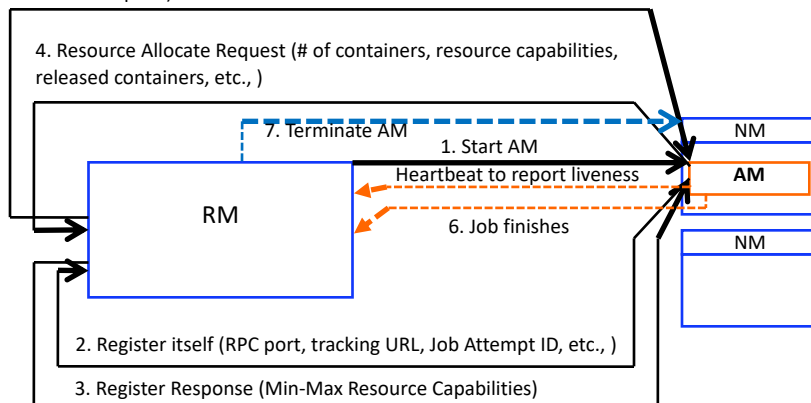 4. Resource Allocate Request (# of containers, resource capabilities,
released containers, etc., )
7. Terminate AM
NM
1. Start AM
Heartbeat to report liveness
AM
RM
6. Job finishes
NM
2. Register itself (RPC port, tracking URL, Job Attempt ID, etc., )
3. Register Response (Min-Max Resource Capabilities)